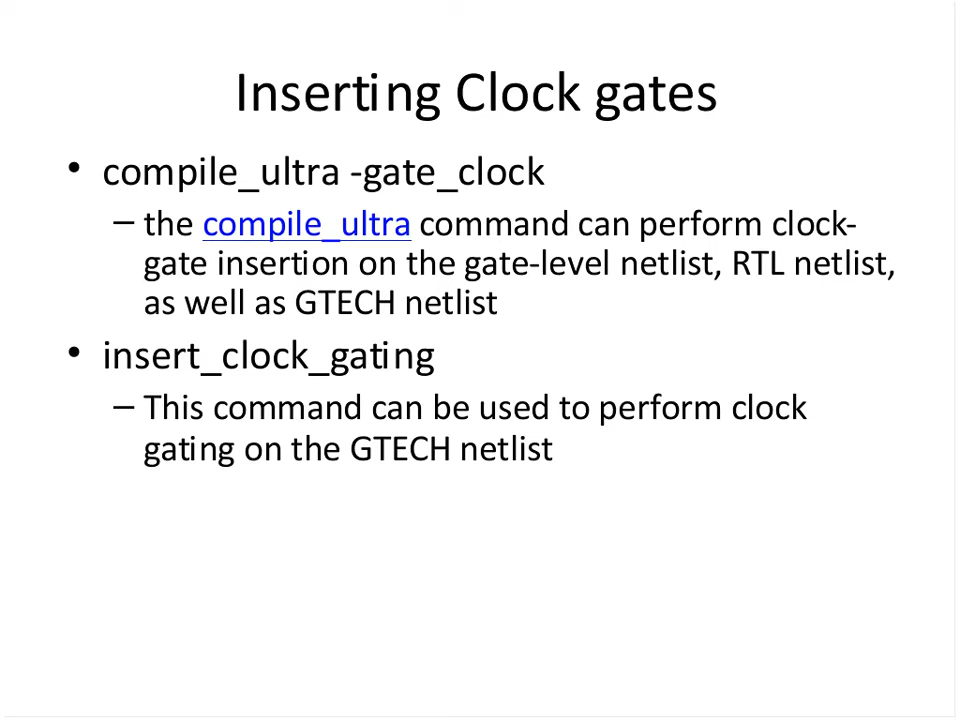 Inserting Clock gates
• compile_ultra -gate_clock
– the compile_ultra command can perform clock-
gate insertion on the gate-level netlist, RTL netlist,
as well as GTECH netlist
• insert_clock_gating
– This command can be used to perform clock
gating on the GTECH netlist